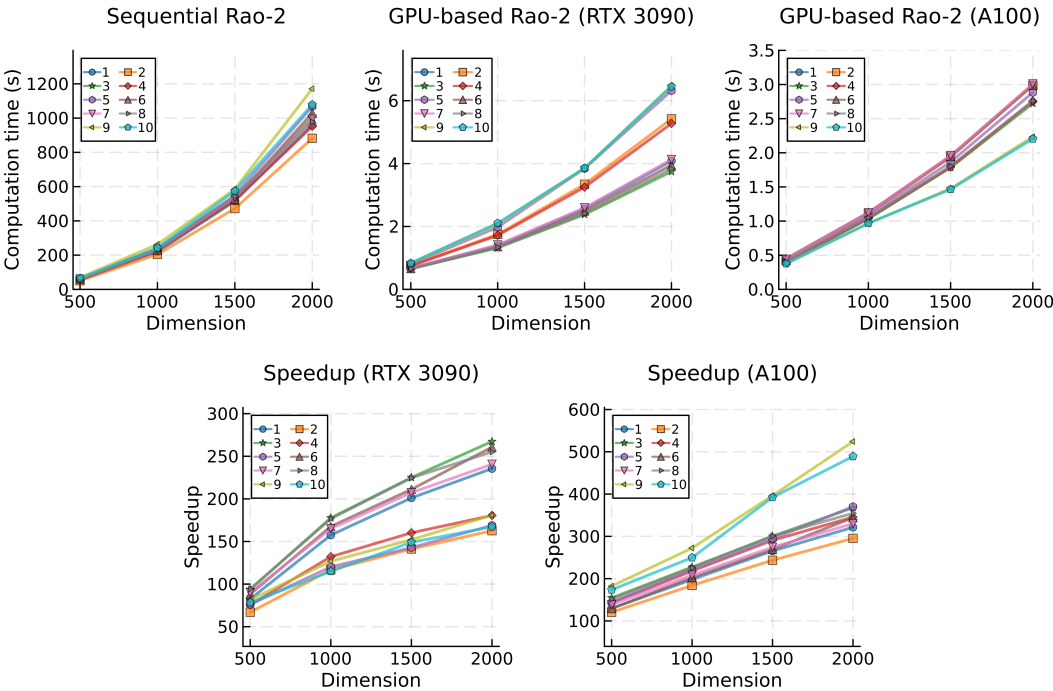 Sequential Rao-2
Computation time (s)
1200
1000
800
600
400
200
0
500 1000 1500 2000
Dimension
1 2
3 4
5 6
7 8
9 10
GPU-based Rao-2 (RTX 3090)
Computation time (s)
6
4
2
0
500 1000 1500 2000
Dimension
1 2
3 4
5 6
7 8
9 10
GPU-based Rao-2 (A100)
Computation time (s)
3.5
3.0
2.5
2.0
1.5
1.0
0.5
0.0
500 1000 1500 2000
Dimension
1 2
3 4
5 6
7 8
9 10
Speedup (RTX 3090)
Speedup
300
250
200
150
100
50
500 1000 1500 2000
Dimension
1 2
3 4
5 6
7 8
9 10
Speedup (A100)
Speedup
600
500
400
300
200
100
500 1000 1500 2000
Dimension
1 2
3 4
5 6
7 8
9 10